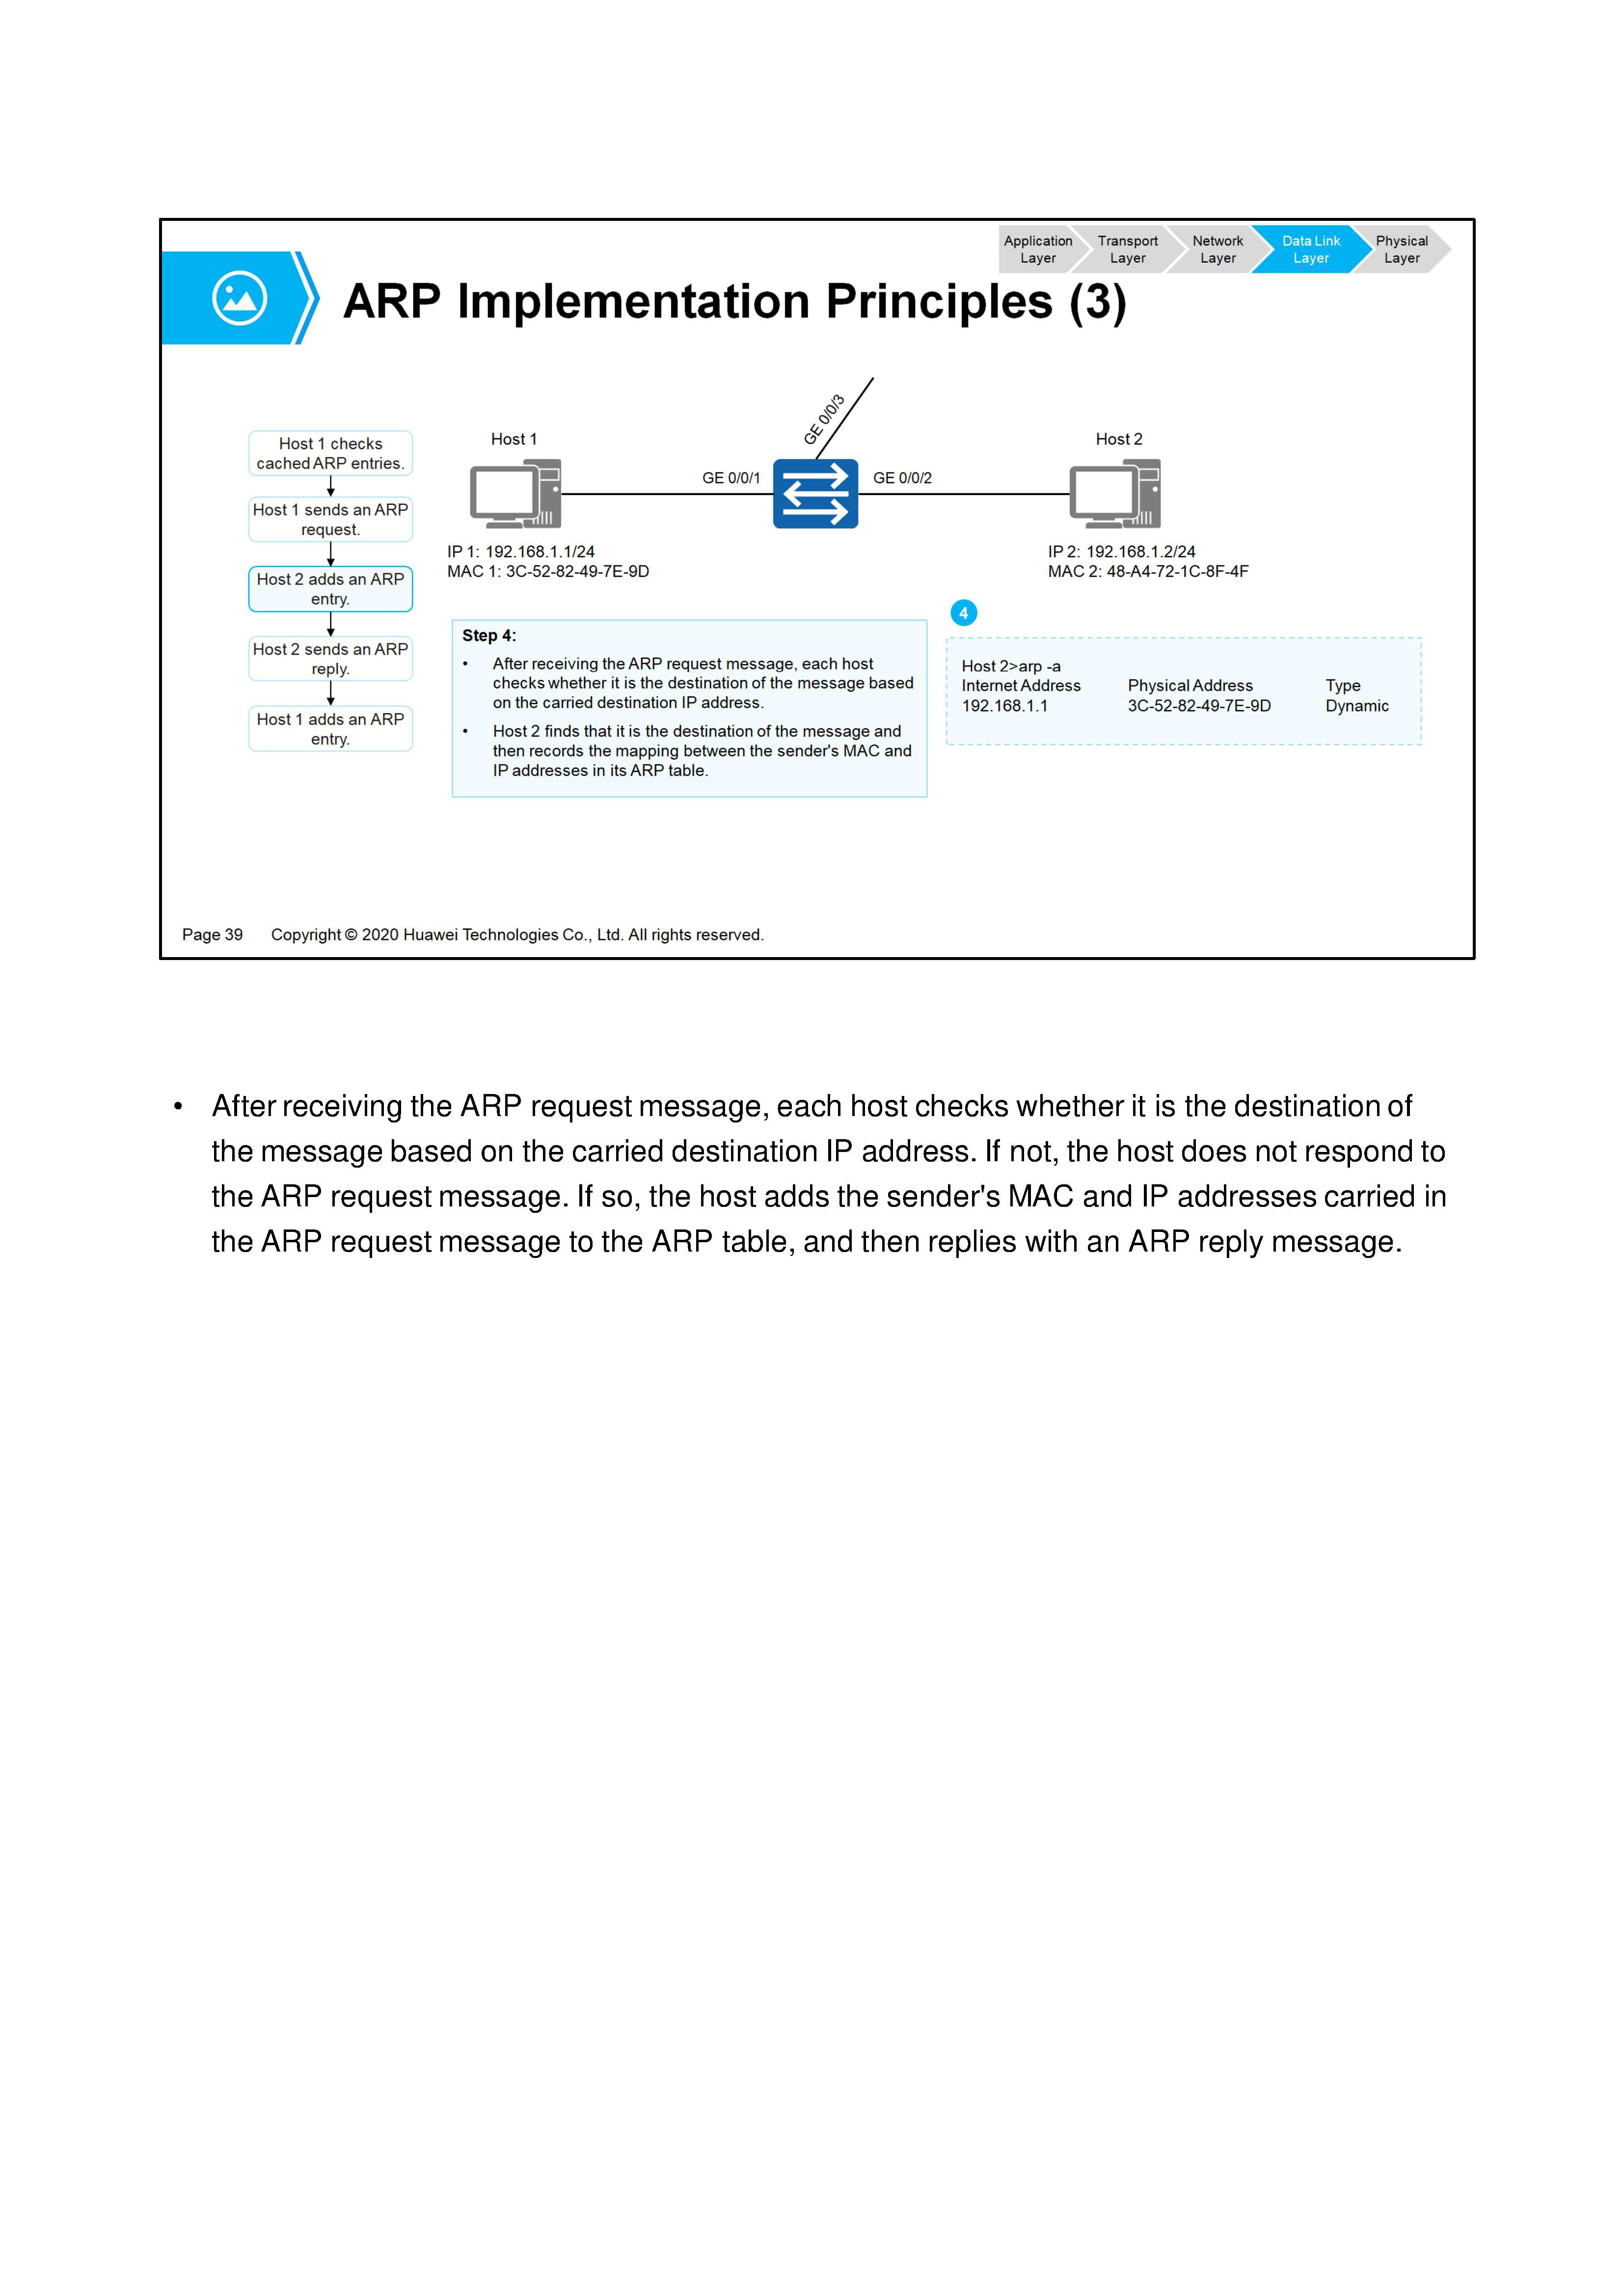 Application
Layer
Transport
Layer
Network
Layer
Data Link
Layer
Physical
Layer
ARP Implementation Principles (3)
Host 1 checks
cached ARP entries.
Host 1 sends an ARP
request.
Host 2 adds an ARP
entry.
Host 2 sends an ARP
reply.
Host 1 adds an ARP
entry.
GE 0/0/3
Host 1
GE 0/0/1
GE 0/0/2
Host 2
IP 1: 192.168.1.1/24
MAC 1: 3C-52-82-49-7E-9D
IP 2: 192.168.1.2/24
MAC 2: 48-A4-72-1C-8F-4F
Step 4:
• After receiving the ARP request message, each host
checks whether it is the destination of the message based
on the carried destination IP address.
• Host 2 finds that it is the destination of the message and
then records the mapping between the sender's MAC and
IP addresses in its ARP table.
4
Host 2>arp -a
Internet Address Physical Address Type
192.168.1.1 3C-52-82-49-7E-9D Dynamic
Page 39 Copyright © 2020 Huawei Technologies Co., Ltd. All rights reserved.
• After receiving the ARP request message, each host checks whether it is the destination of
the message based on the carried destination IP address. If not, the host does not respond to
the ARP request message. If so, the host adds the sender's MAC and IP addresses carried in
the ARP request message to the ARP table, and then replies with an ARP reply message.